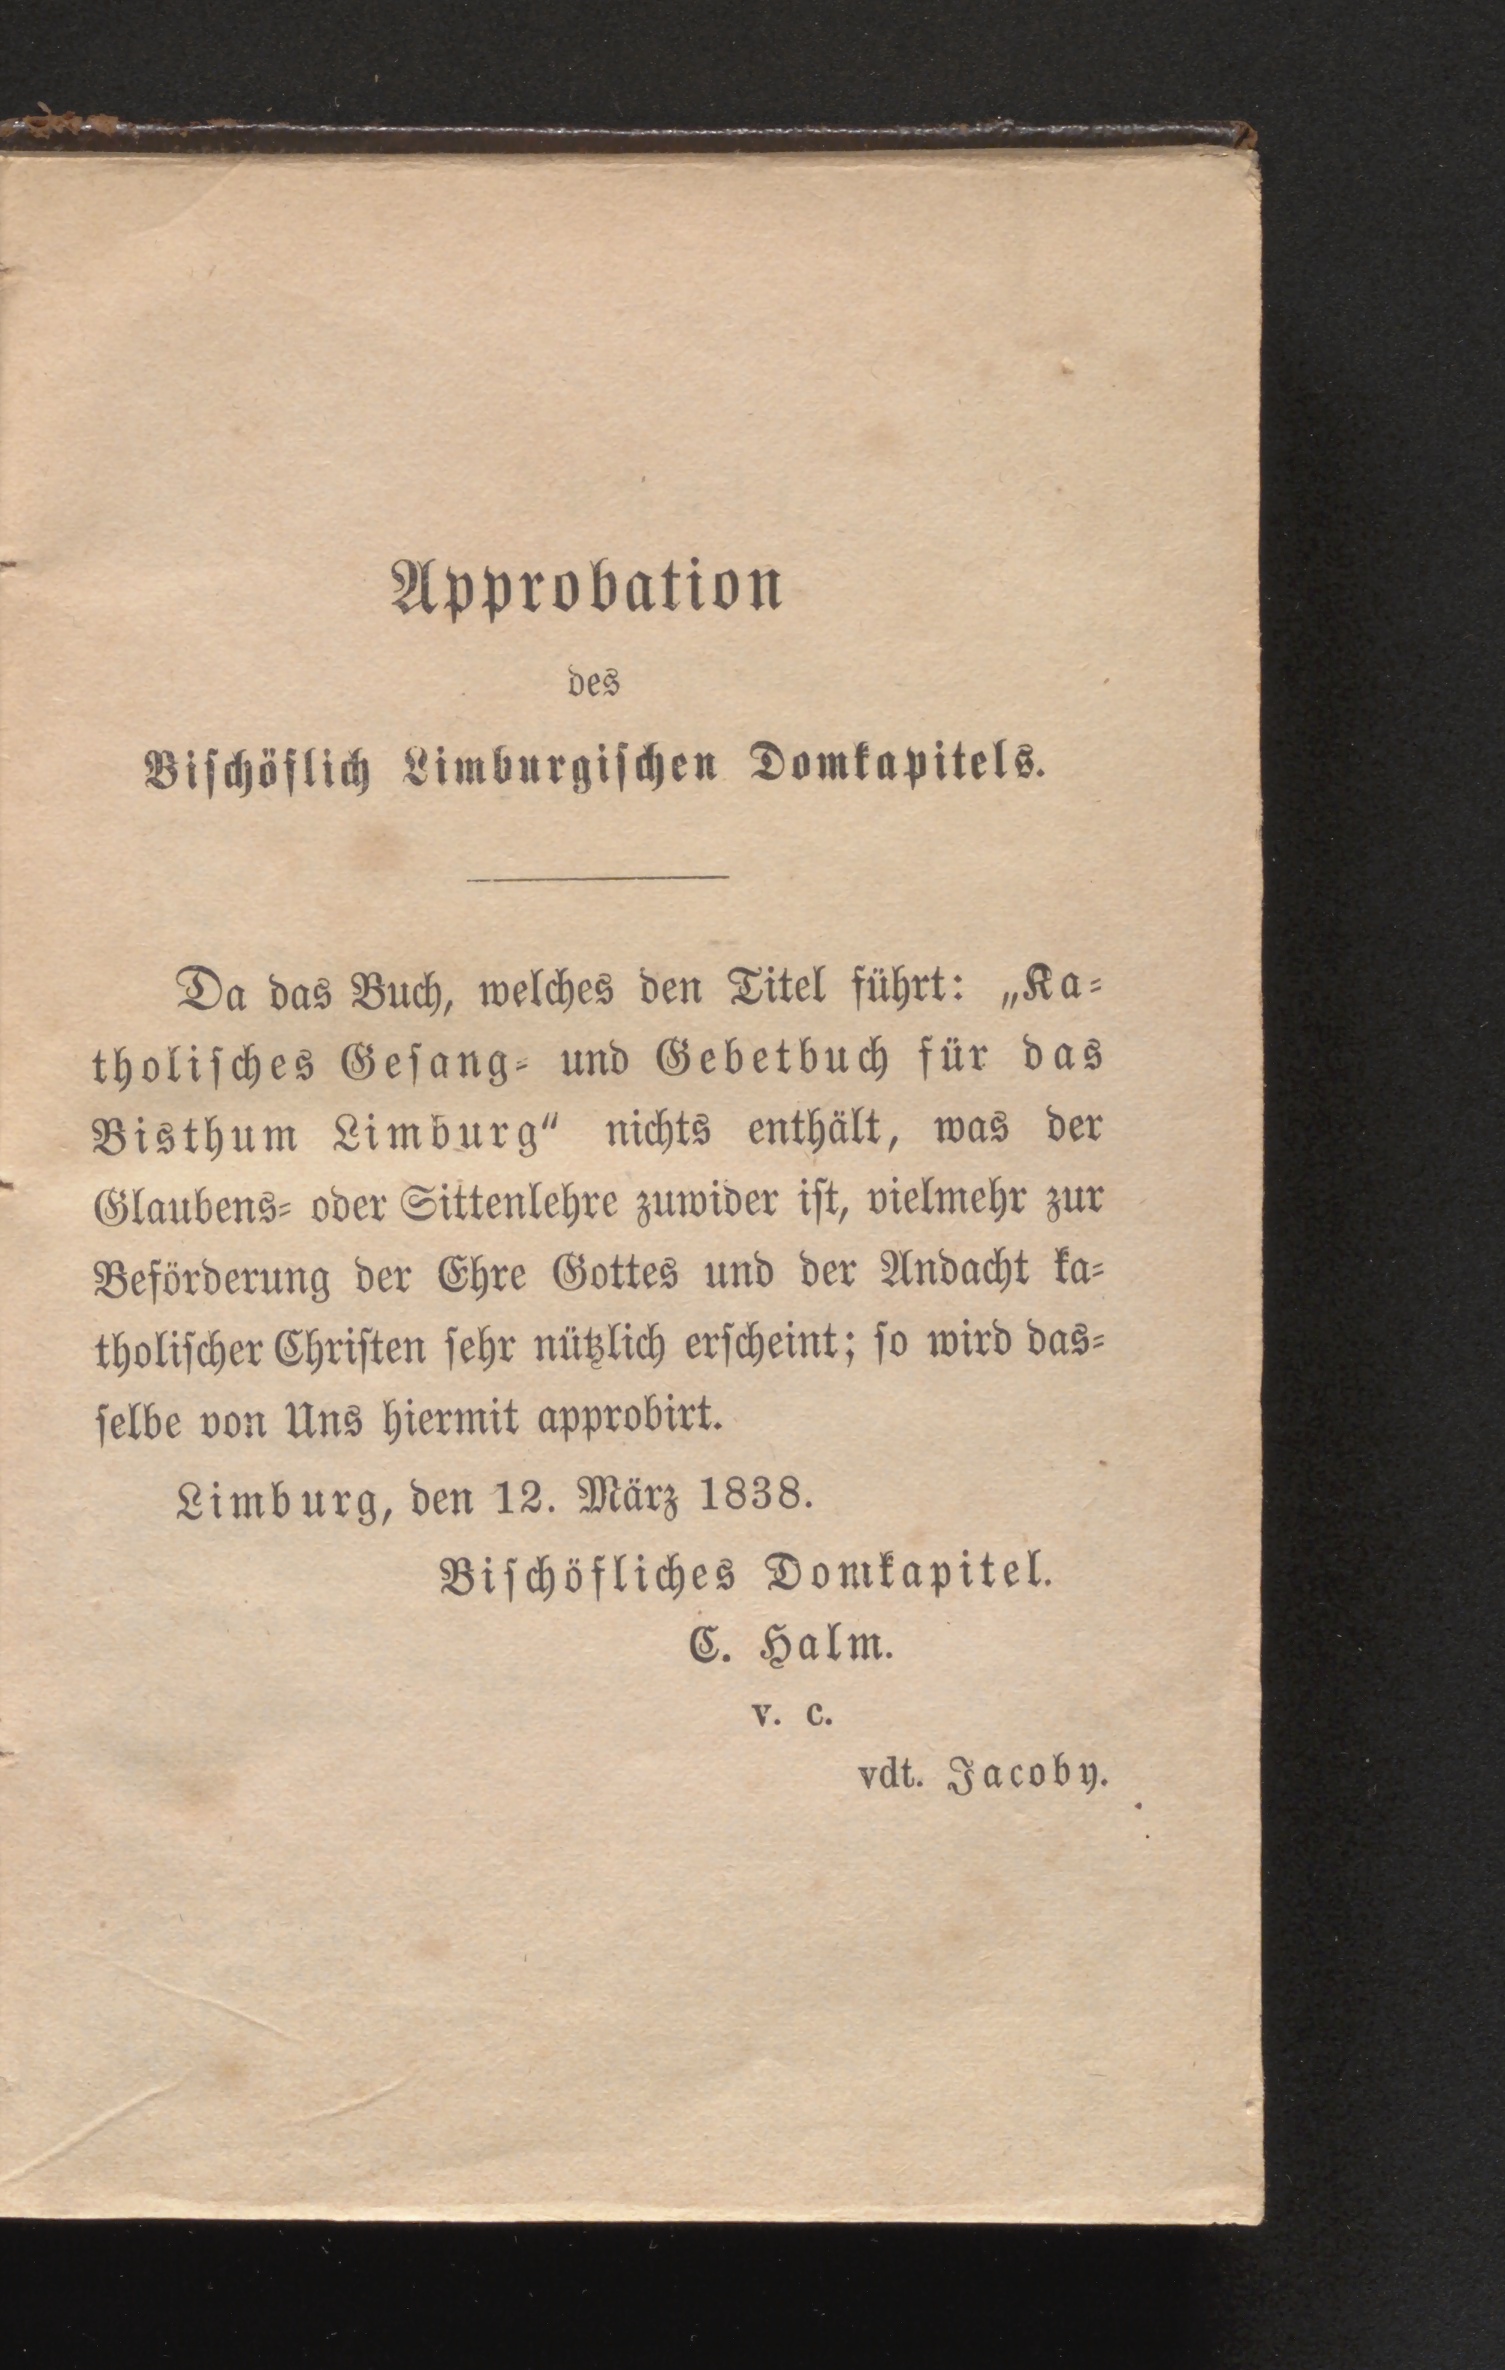 Approbation
des
Bischöflich Limburgischen Domkapitels.
Da das Buch, welches den Titel führt: „Ka-
tholisches Gesang- und Gebetbuch für das
Bisthum Limburg“ nichts enthält, was der
Glaubens- oder Sittenlehre zuwider ist, vielmehr zur
Beförderung der Ehre Gottes und der Andacht ka-
tholischer Christen sehr nützlich erscheint; so wird das-
selbe von Uns hiermit approbirt.
Limburg, den 12. März 1838.
Bischöfliches Domkapitel.
C. Halm.
v. c.
vdt. Jacoby.